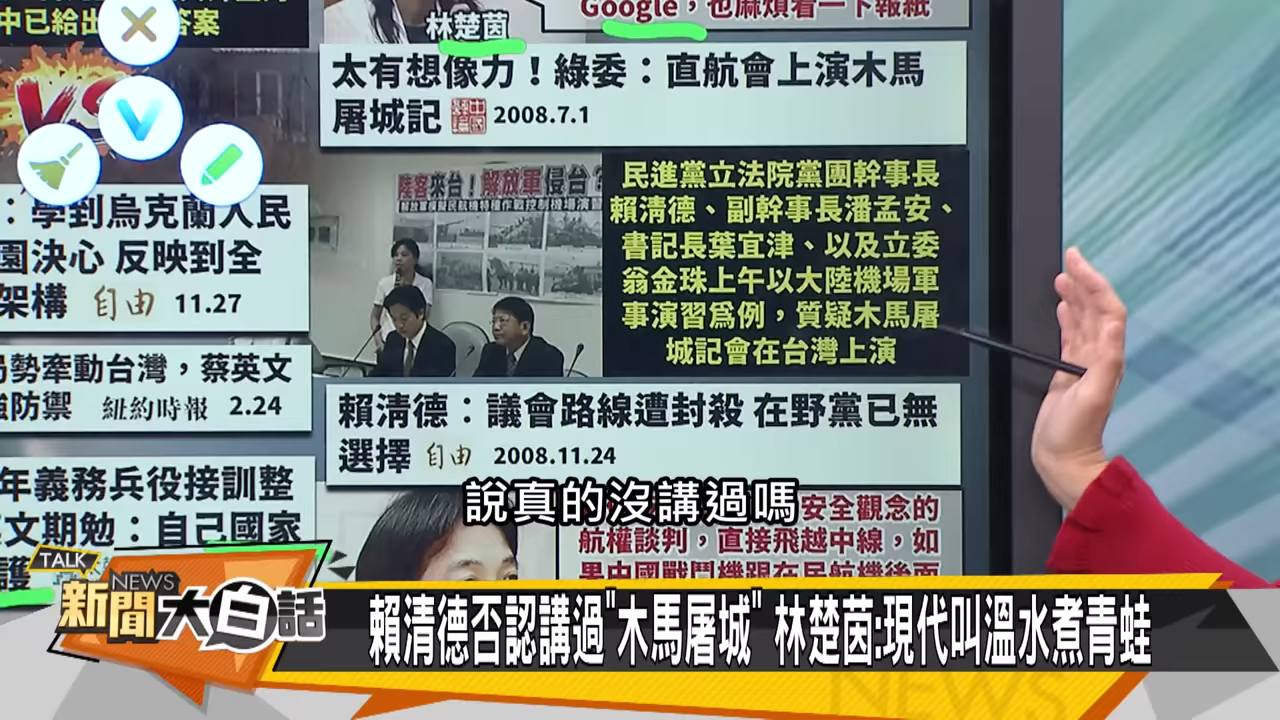 中已給出
答案
VS
：學到烏克蘭人民
園決心 反映到全
架構 自由 11.27
局勢牽動台灣，蔡英文
強防禦 紐約時報 2.24
年義務兵役接訓整
英文期勉：自己國家
護
林楚茵
Google，也麻煩看一下報紙
太有想像力！綠委：直航會上演木馬
屠城記 2008.7.1
陸客來台！解放軍侵台？
民進黨立法院黨團幹事長
賴清德、副幹事長潘孟安、
書記長葉宜津、以及立委
翁金珠上午以大陸機場軍
事演習為例，質疑木馬屠
城記會在台灣上演
賴清德：議會路線遭封殺 在野黨已無
選擇 自由 2008.11.24
安全觀念的
航權談判，直接飛越中線，如
果中國戰鬥機跟在民航機後面
說真的沒講過嗎
TALK
NEWS
新聞大白話
賴清德否認講過"木馬屠城" 林楚茵:現代叫溫水煮青蛙
NEWS